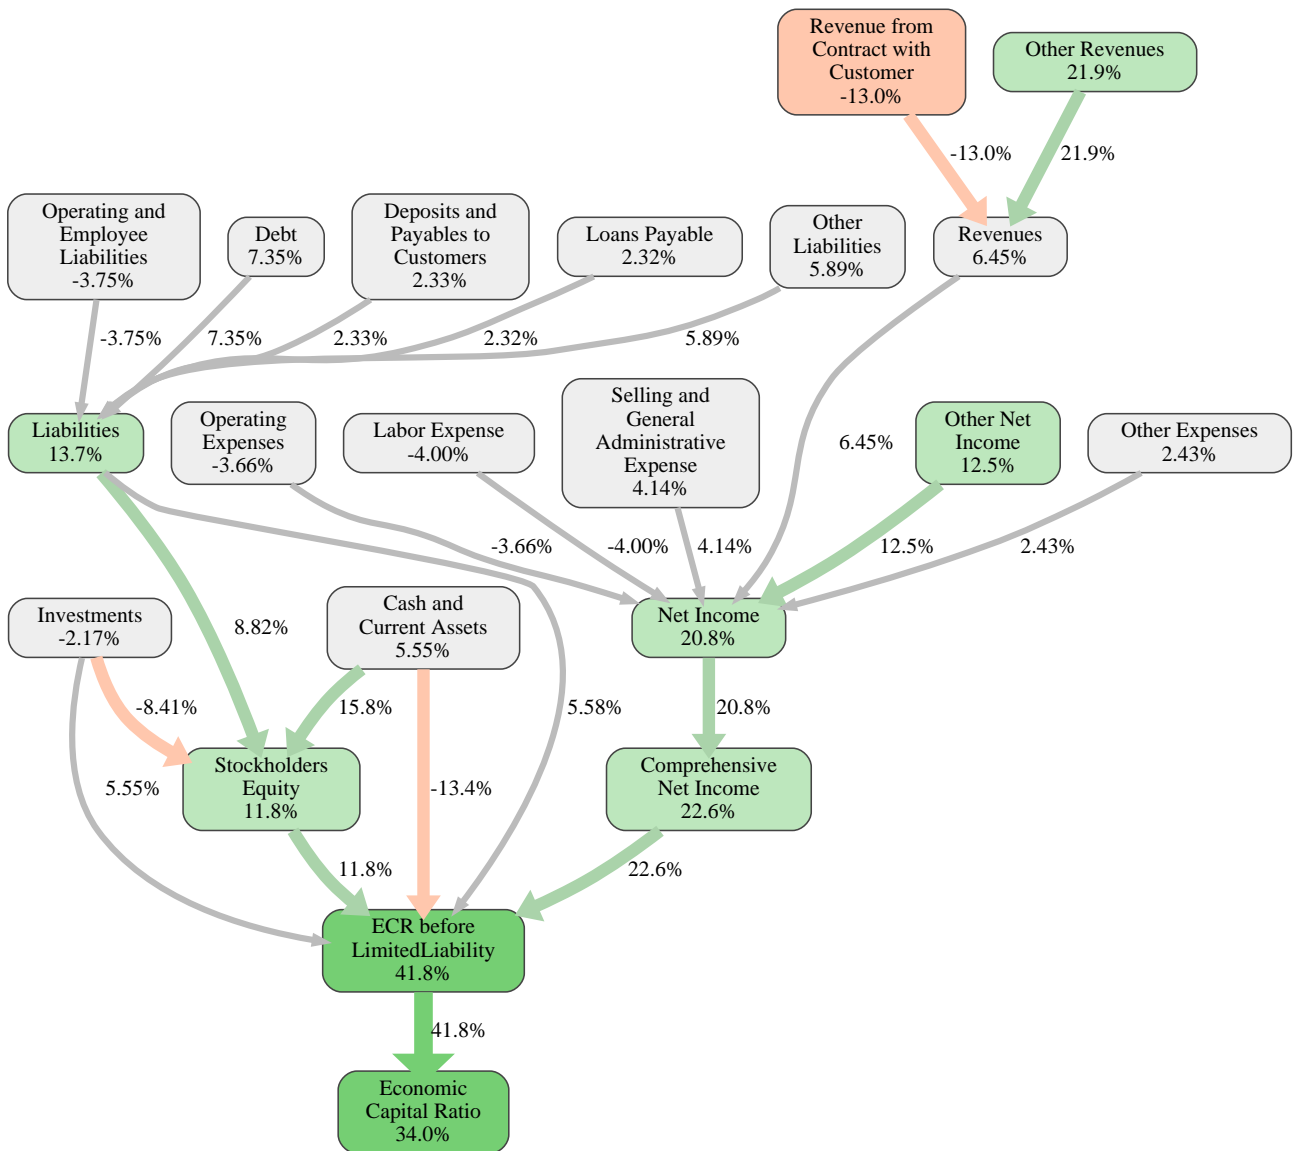 Revenue from
Contract with
Customer
-13.0%
Other Revenues
21.9%
-13.0%
21.9%
Operating and
Employee
Liabilities
-3.75%
Debt
7.35%
Deposits and
Payables to
Customers
2.33%
Loans Payable
2.32%
Other
Liabilities
5.89%
Revenues
6.45%
-3.75%
7.35%
2.33%
2.32%
5.89%
Liabilities
13.7%
Operating
Expenses
-3.66%
Labor Expense
-4.00%
Selling and
General
Administrative
Expense
4.14%
6.45%
Other Net
Income
12.5%
Other Expenses
2.43%
-3.66%
-4.00%
4.14%
12.5%
2.43%
Investments
-2.17%
8.82%
Cash and
Current Assets
5.55%
Net Income
20.8%
-8.41%
15.8%
5.58%
20.8%
5.55%
Stockholders
Equity
11.8%
-13.4%
Comprehensive
Net Income
22.6%
11.8%
22.6%
ECR before
LimitedLiability
41.8%
41.8%
Economic
Capital Ratio
34.0%